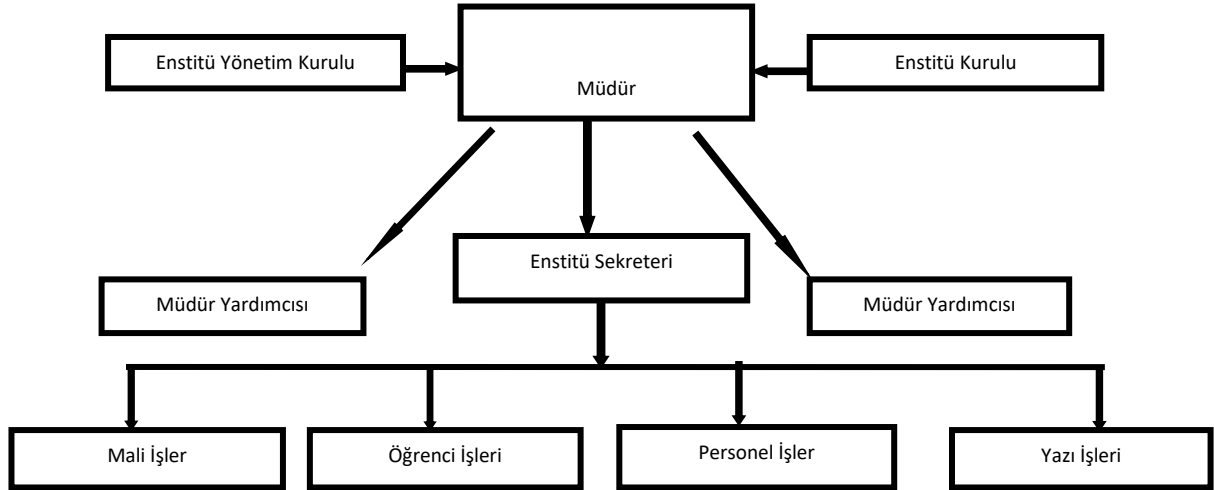 Enstitü Yönetim Kurulu
Müdür
Enstitü Kurulu
Enstitü Sekreteri
Müdür Yardımcısı
Müdür Yardımcısı
Mali İşler
Öğrenci İşleri
Personel İşler
Yazı İşleri